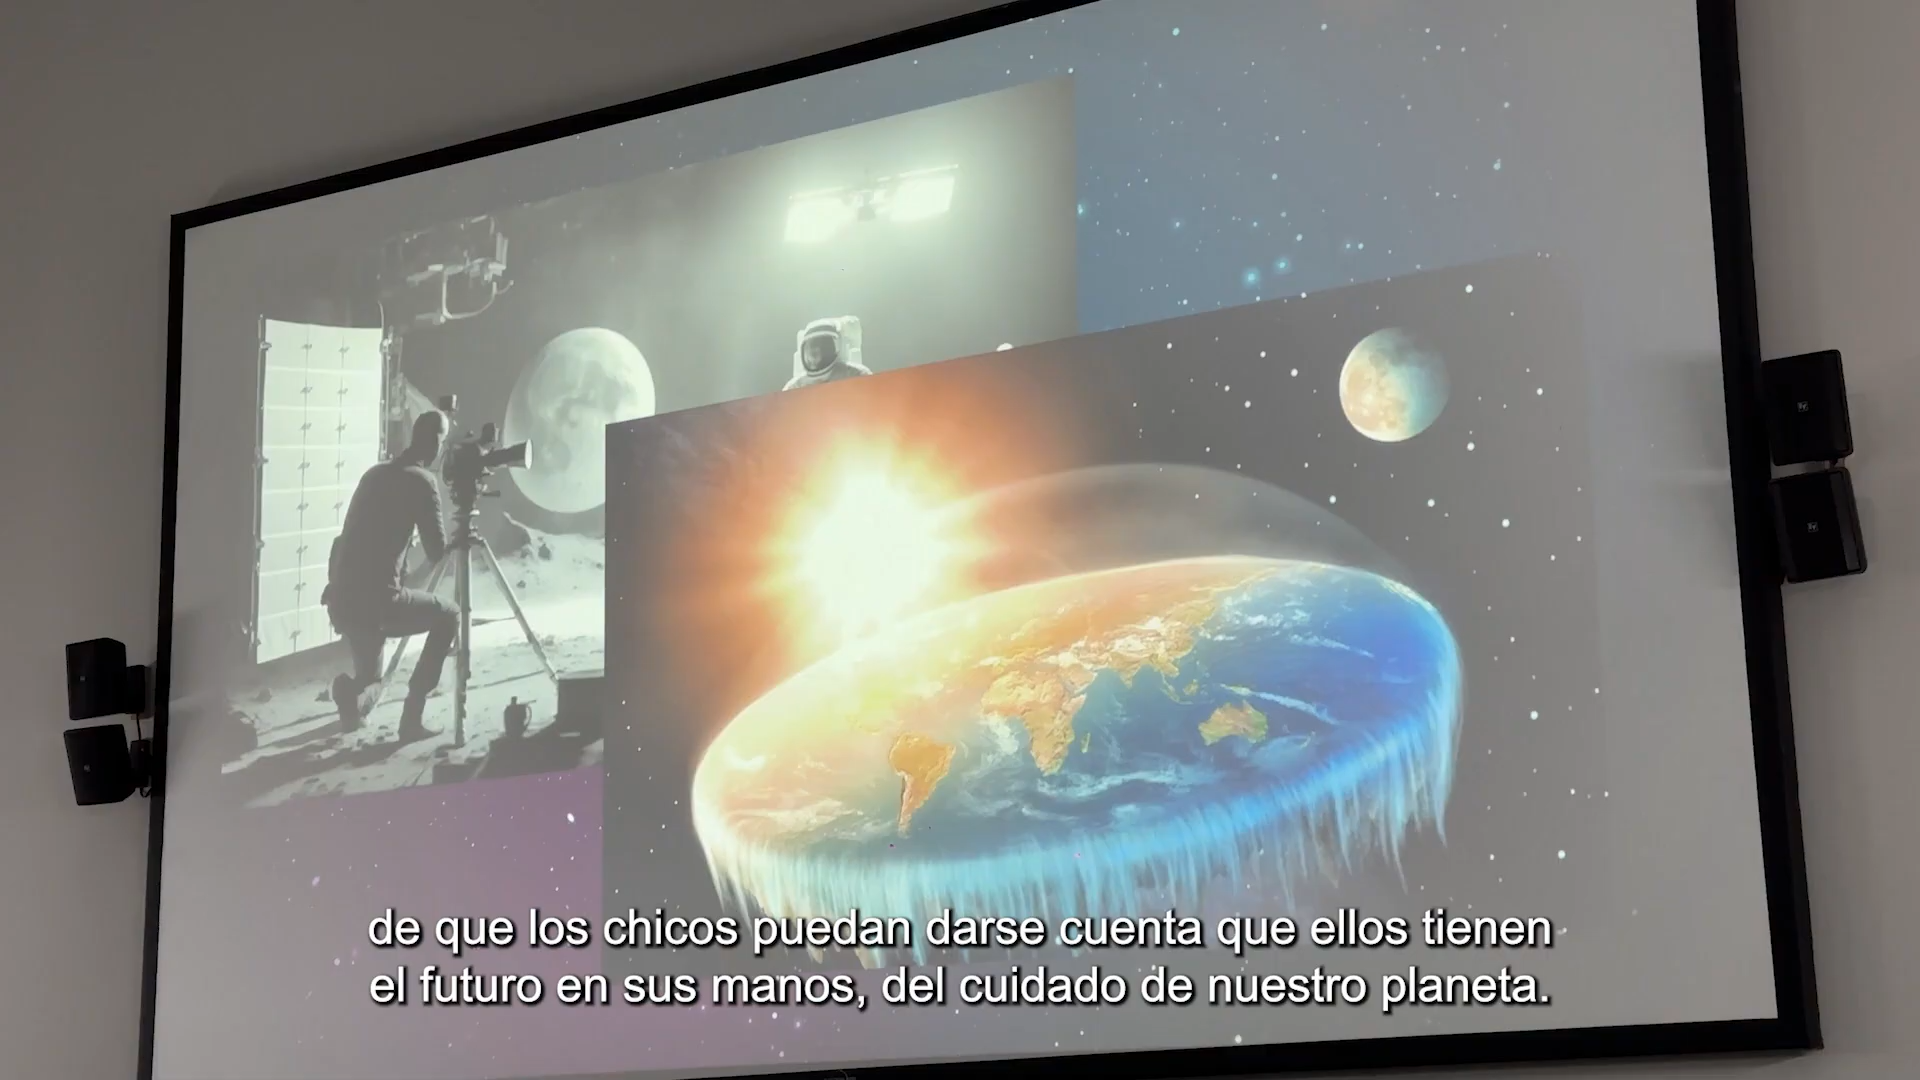 de que los chicos puedan darse cuenta que ellos tienen
el futuro en sus manos, del cuidado de nuestro planeta.